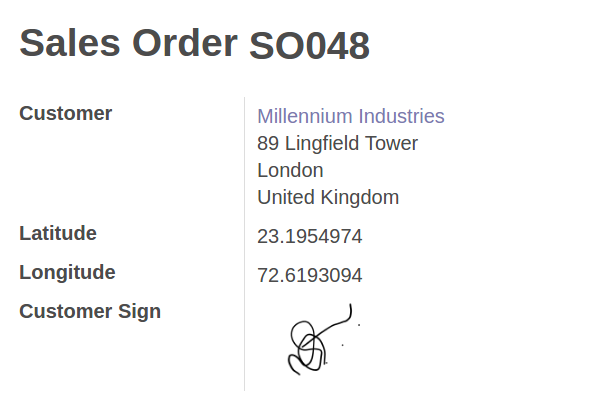 Sales Order SO048
Customer
Millennium Industries
89 Lingfield Tower
London
United Kingdom
Latitude
23.1954974
Longitude
72.6193094
Customer Sign